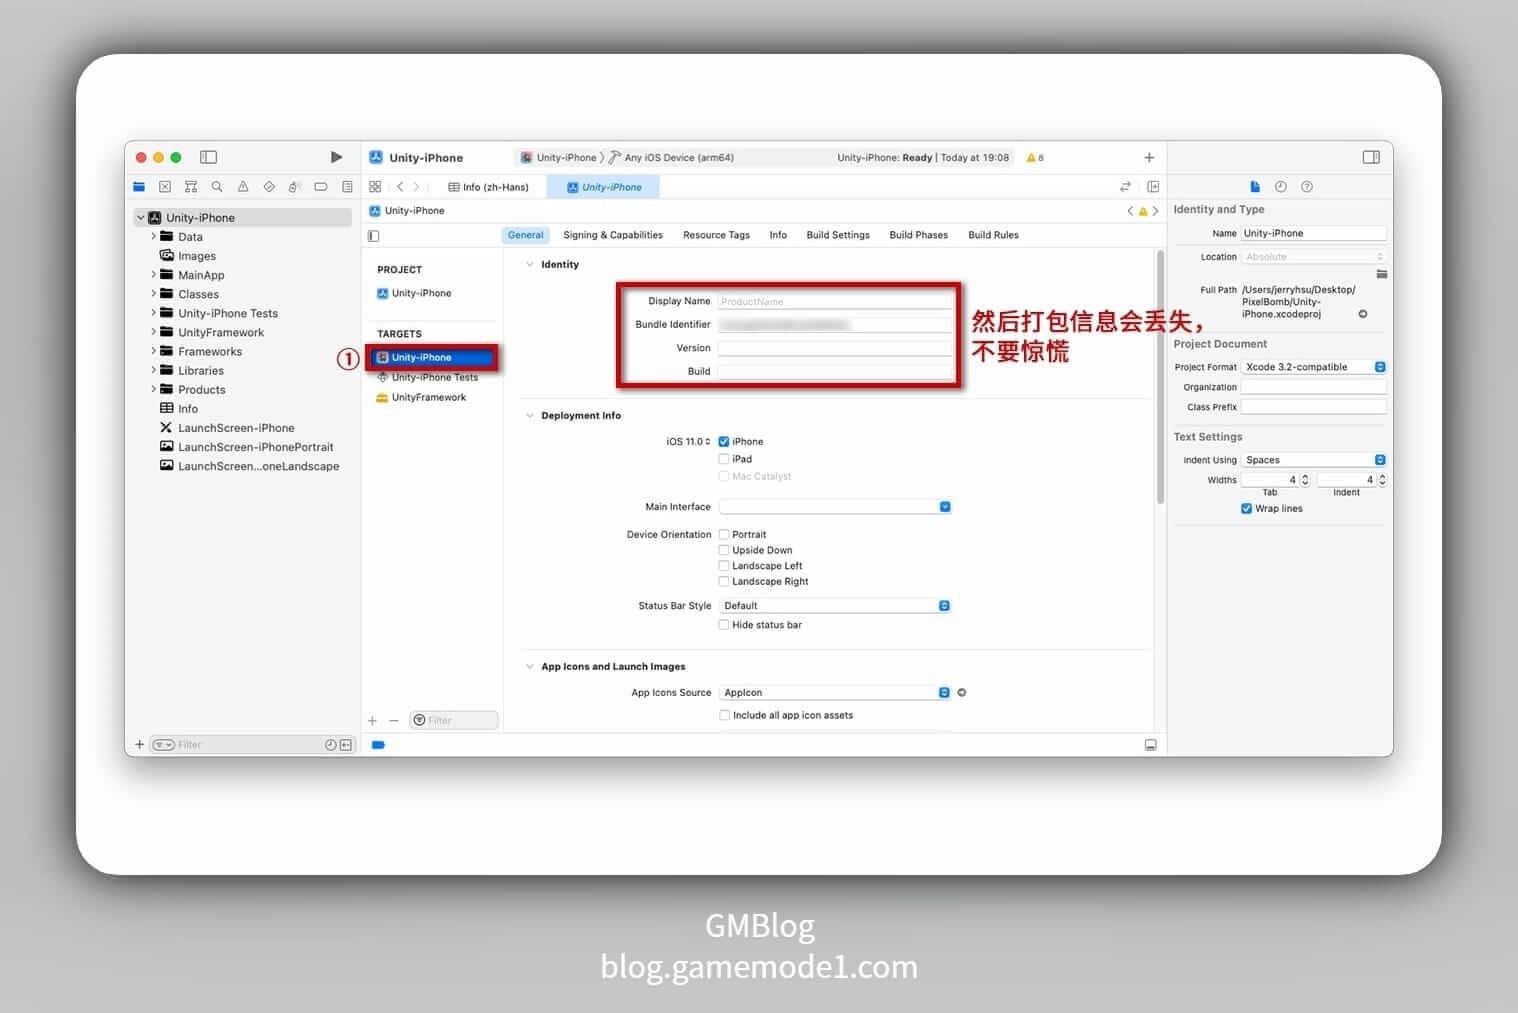 Unity-iPhone
Unity-iPhone
Any iOS Device (arm64)
Unity-iPhone: Ready | Today at 19:08
8
Info (zh-Hans)
Unity-iPhone
Unity-iPhone
Data
Images
MainApp
Classes
Unity-iPhone Tests
UnityFramework
Frameworks
Libraries
Products
Info
LaunchScreen-iPhone
LaunchScreen-iPhonePortrait
LaunchScreen...oneLandscape
Filter
Unity-iPhone
General
Signing & Capabilities
Resource Tags
Info
Build Settings
Build Phases
Build Rules
PROJECT
Unity-iPhone
TARGETS
①
Unity-iPhone
Unity-iPhone Tests
UnityFramework
Filter
Identity
Display Name
ProductName
Bundle Identifier
Version
Build
然后打包信息会丢失,
不要惊慌
Deployment Info
iOS 11.0
iPhone
iPad
Mac Catalyst
Main Interface
Device Orientation
Portrait
Upside Down
Landscape Left
Landscape Right
Status Bar Style
Default
Hide status bar
App Icons and Launch Images
App Icons Source
AppIcon
Include all app icon assets
Identity and Type
Name
Unity-iPhone
Location
Absolute
Full Path
/Users/jerryhsu/Desktop/
PixelBomb/Unity-
iPhone.xcodeproj
Project Document
Project Format
Xcode 3.2-compatible
Organization
Class Prefix
Text Settings
Indent Using
Spaces
Widths
4
4
Tab
Indent
Wrap lines
GMBlog
blog.gamemode1.com